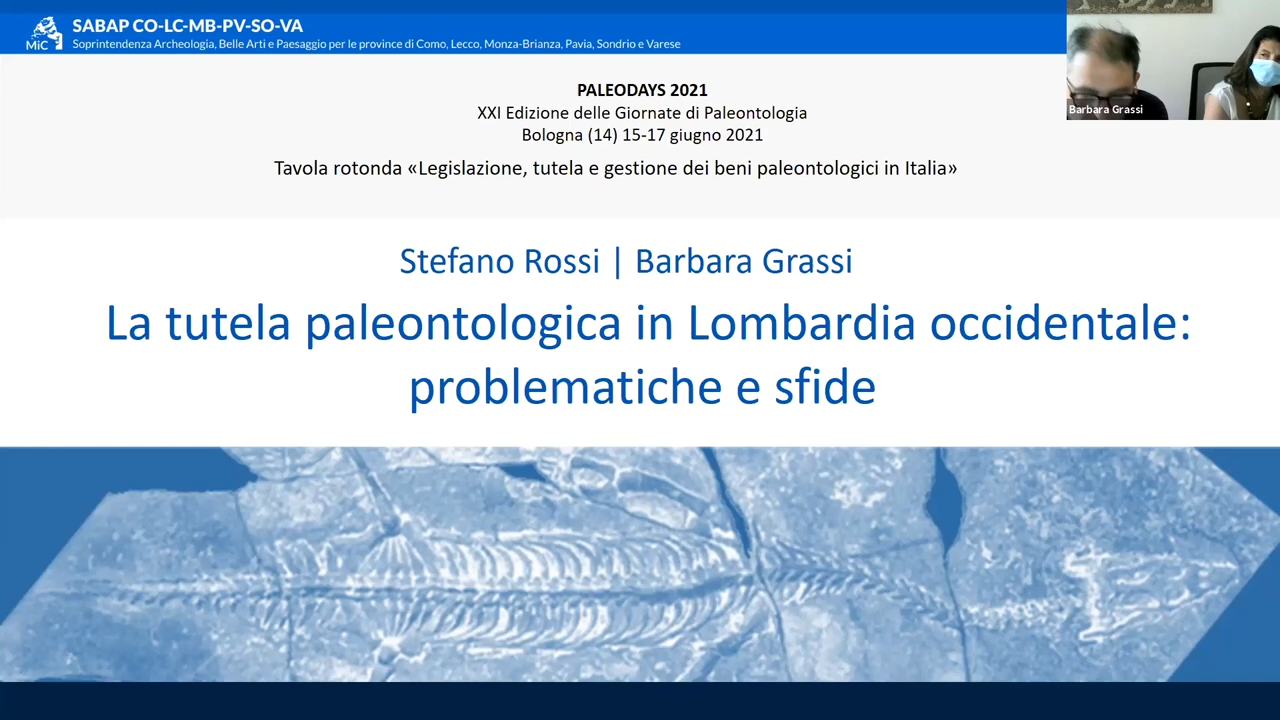 SABAP CO-LC-MB-PV-SO-VA
MiC
Soprintendenza Archeologia, Belle Arti e Paesaggio per le province di Como, Lecco, Monza-Brianza, Pavia, Sondrio e Varese
Barbara Grassi
PALEODAYS 2021
XXI Edizione delle Giornate di Paleontologia
Bologna (14) 15-17 giugno 2021
Tavola rotonda «Legislazione, tutela e gestione dei beni paleontologici in Italia»
Stefano Rossi | Barbara Grassi
La tutela paleontologica in Lombardia occidentale:
problematiche e sfide